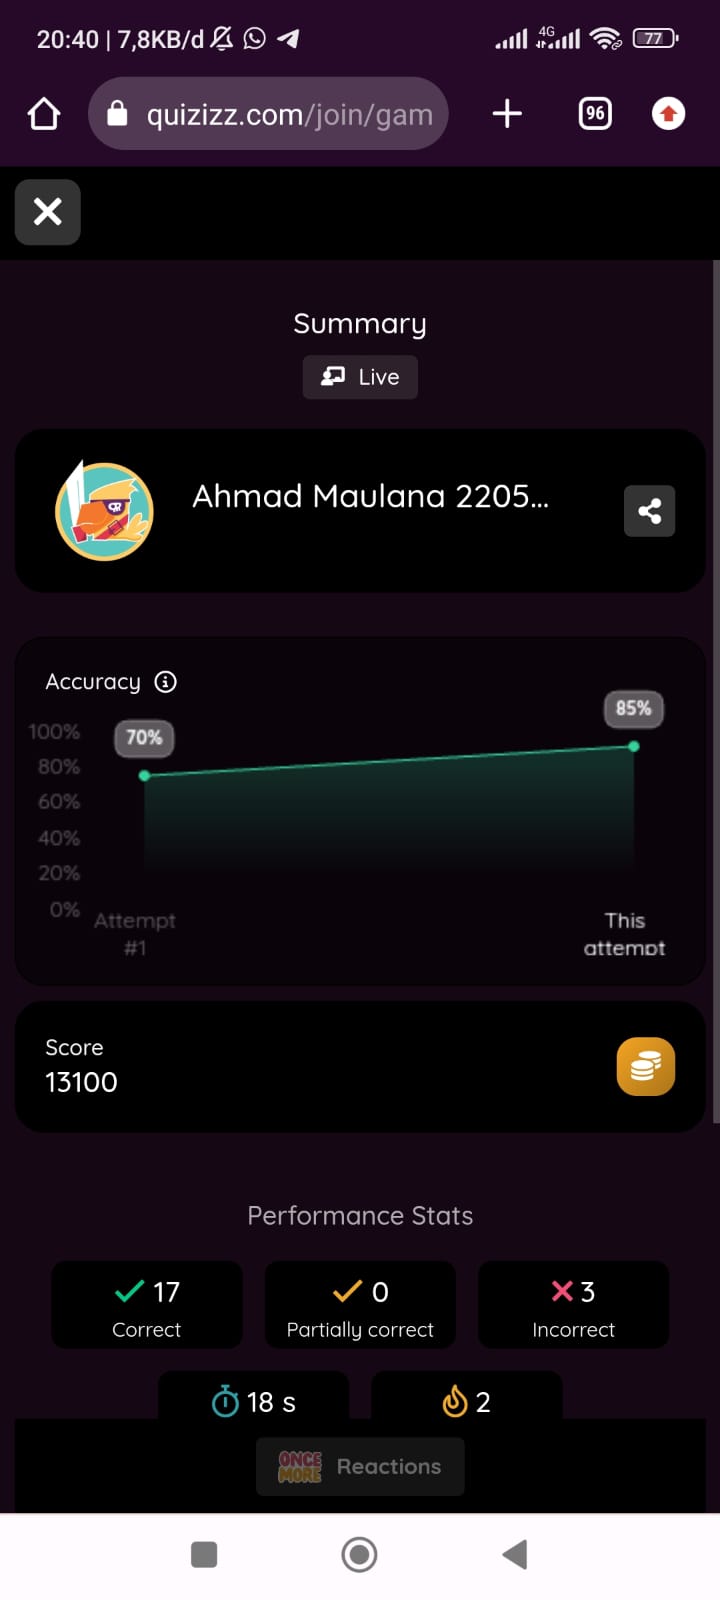 20:40 | 7,8KB/d
4G
77
quizizz.com/join/gam
96
Summary
Live
QR
Ahmad Maulana 2205...
Accuracy
85%
70%
100%
80%
60%
40%
20%
0%
Attempt
#1
This
attempt
Score
13100
Performance Stats
17
Correct
0
Partially correct
3
Incorrect
18 s
2
ONCE
MORE
Reactions